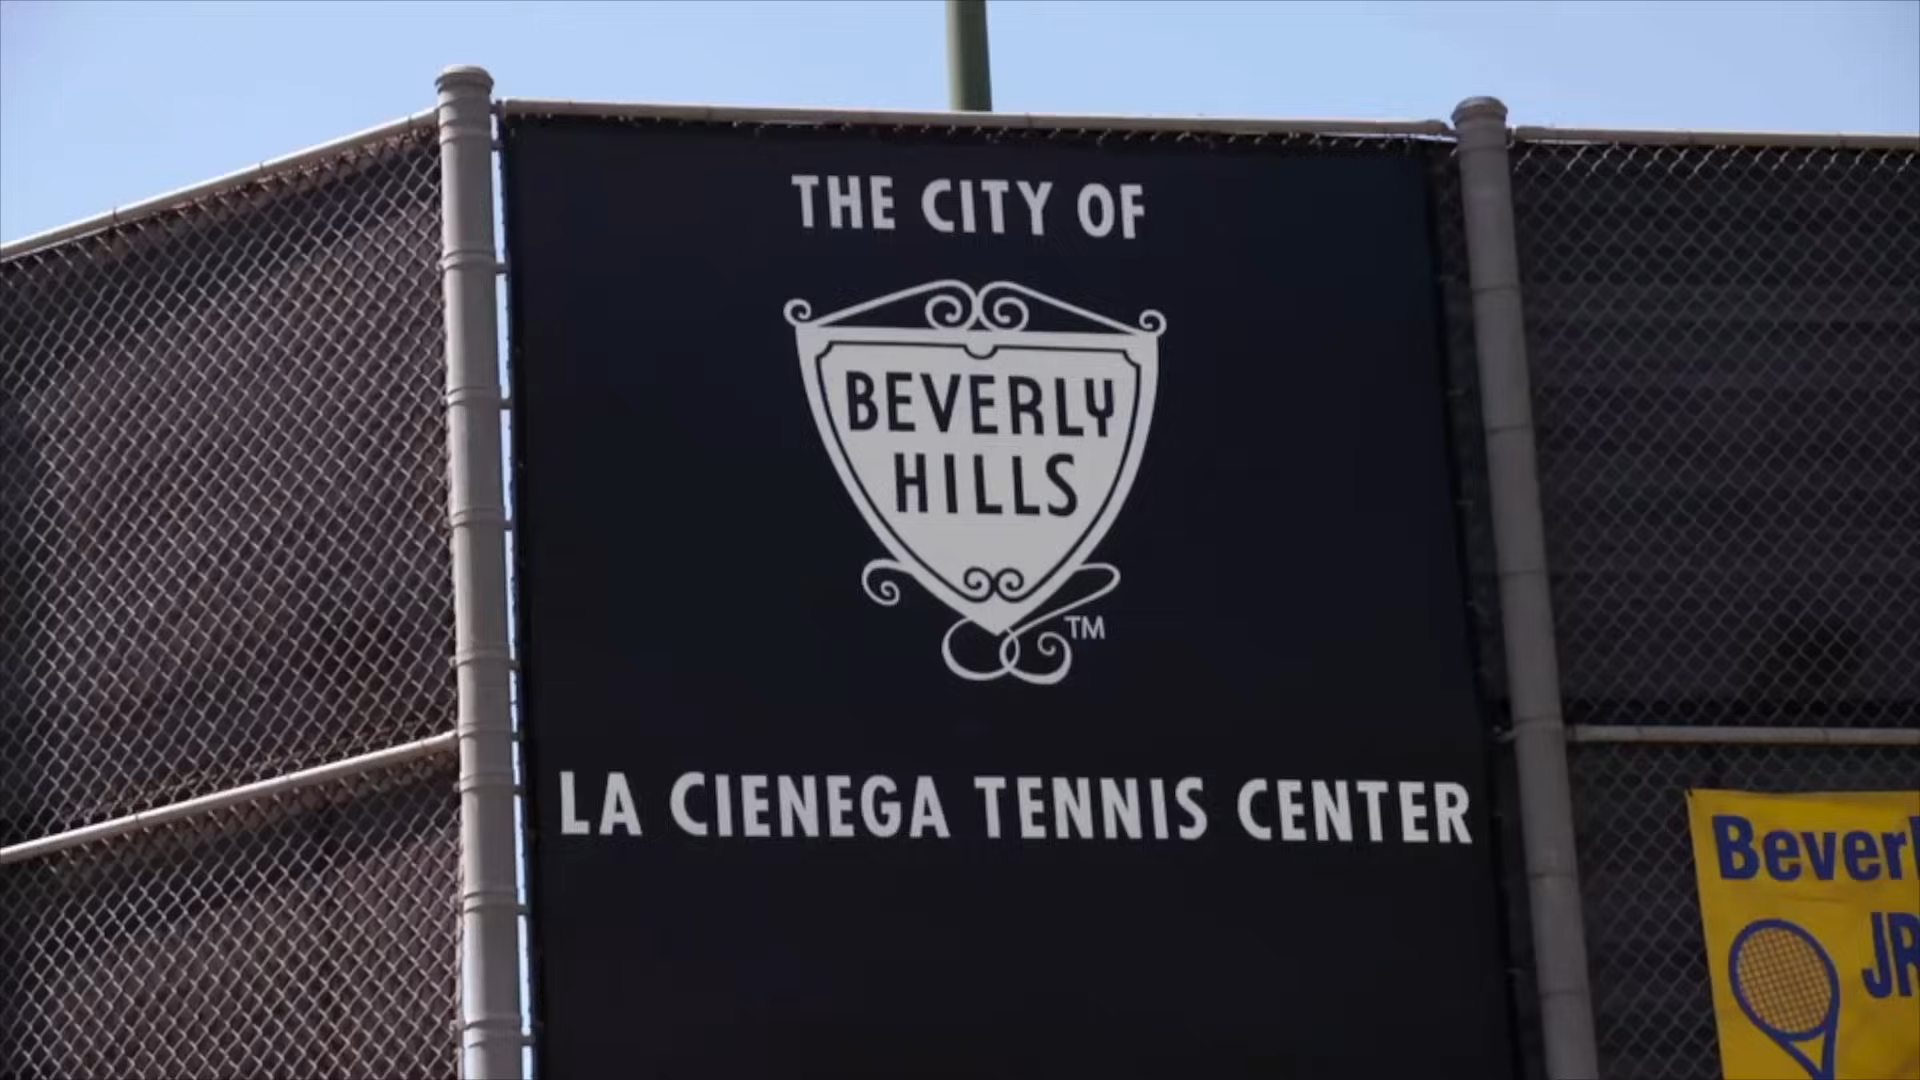 THE CITY OF
BEVERLY
HILLS
TM
LA CIENEGA TENNIS CENTER
Beverl
JR